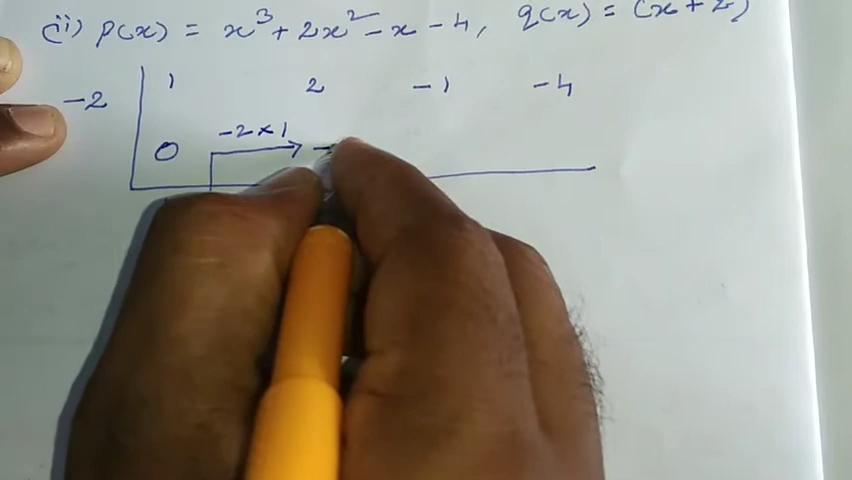 (ii) p(x) = x³ + 2x² - x - 4, q(x) = (x + 2)
-2 1 2 -1 -4
0 -2 × 1 -